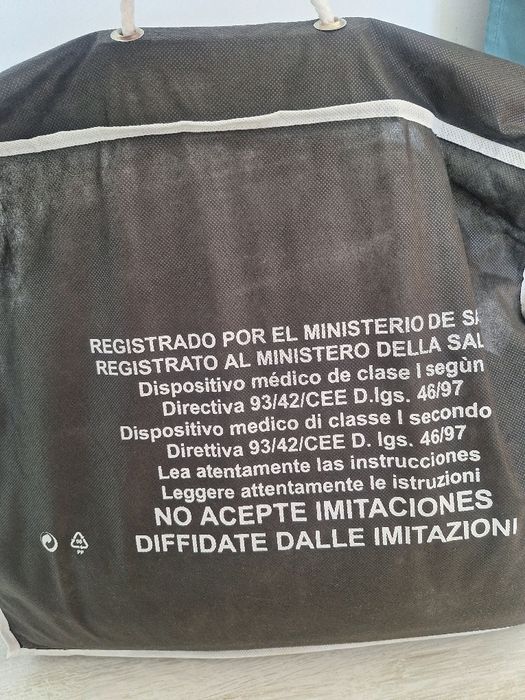 REGISTRADO POR EL MINISTERIO DE
REGISTRATO AL MINISTERO DELLA SAL
Dispositivo médico de clase I segùn
Directiva 93/42/CEE D.lgs. 46/97
Dispositivo medico di classe I secondo
Direttiva 93/42/CEE D. lgs. 46/97
Lea atentamente las instrucciones
Leggere attentamente le istruzioni
NO ACEPTE IMITACIONES
DIFFIDATE DALLE IMITAZIONI
PP